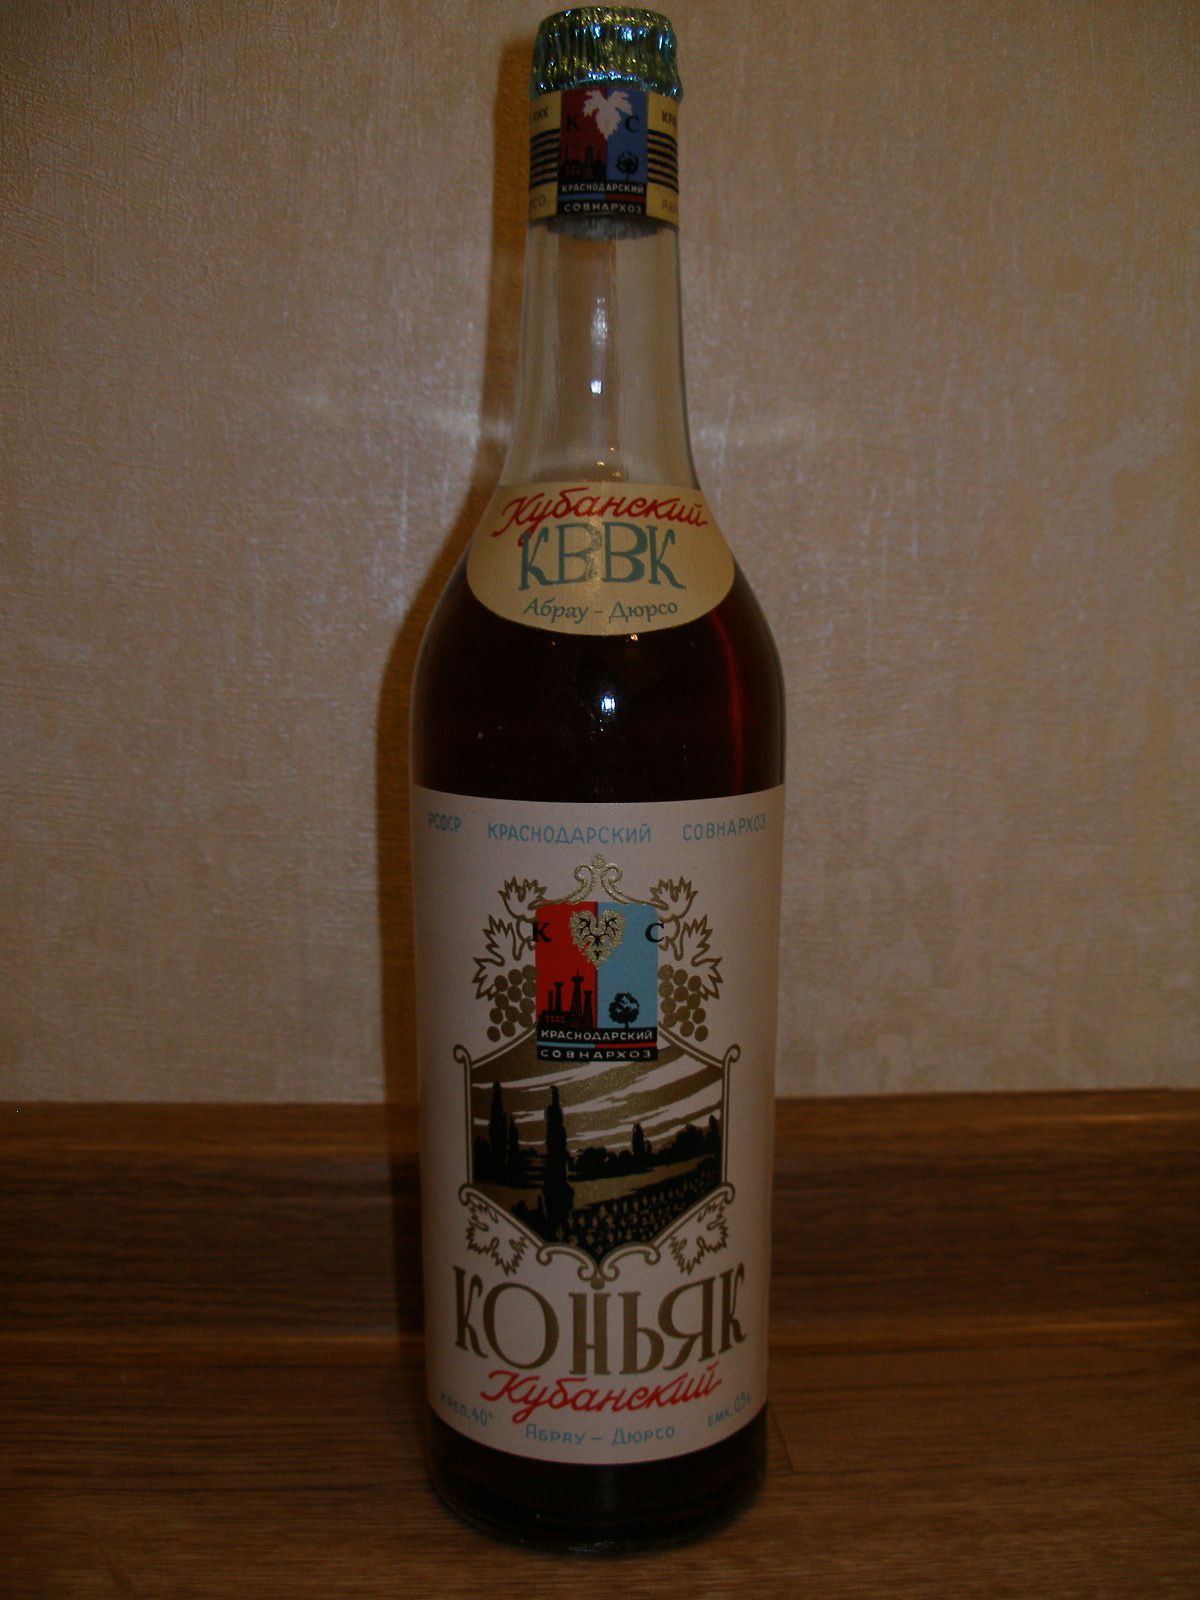 К С
КРАСНОДАРСКИЙ
СОВНАРХОЗ
Кубанский
КВВК
Абрау – Дюрсо
РСФСР КРАСНОДАРСКИЙ СОВНАРХОЗ
К С
КРАСНОДАРСКИЙ
СОВНАРХОЗ
КОНЬЯК
Кубанский
КРЕП. 40° АБРАУ – ДЮРСО ЕМК. 0,5